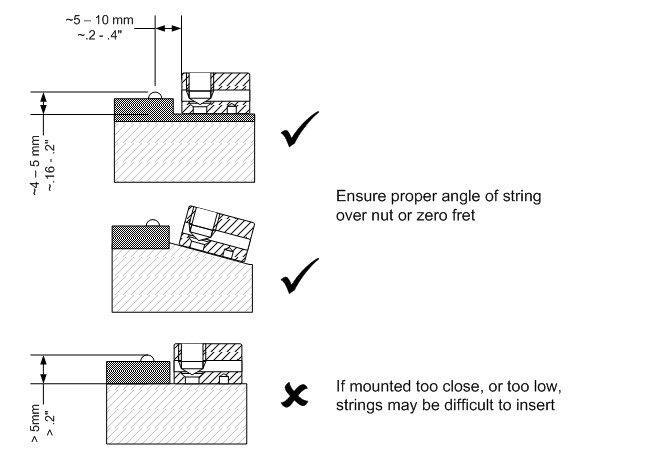 ~5 – 10 mm
~.2 - .4"
~4 – 5 mm
~.16 - .2"
Ensure proper angle of string
over nut or zero fret
> 5mm
> .2"
If mounted too close, or too low,
strings may be difficult to insert